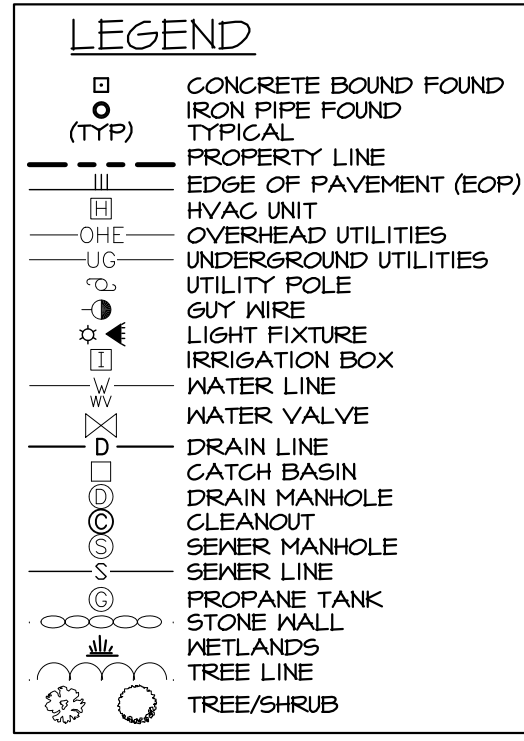 LEGEND
CONCRETE BOUND FOUND
IRON PIPE FOUND
(TYP) TYPICAL
PROPERTY LINE
EDGE OF PAVEMENT (EOP)
H HVAC UNIT
OHE OVERHEAD UTILITIES
UG UNDERGROUND UTILITIES
UTILITY POLE
GUY WIRE
LIGHT FIXTURE
I IRRIGATION BOX
W WATER LINE
WV
WATER VALVE
D DRAIN LINE
CATCH BASIN
D DRAIN MANHOLE
C CLEANOUT
S SEWER MANHOLE
S SEWER LINE
G PROPANE TANK
STONE WALL
WETLANDS
TREE LINE
TREE/SHRUB